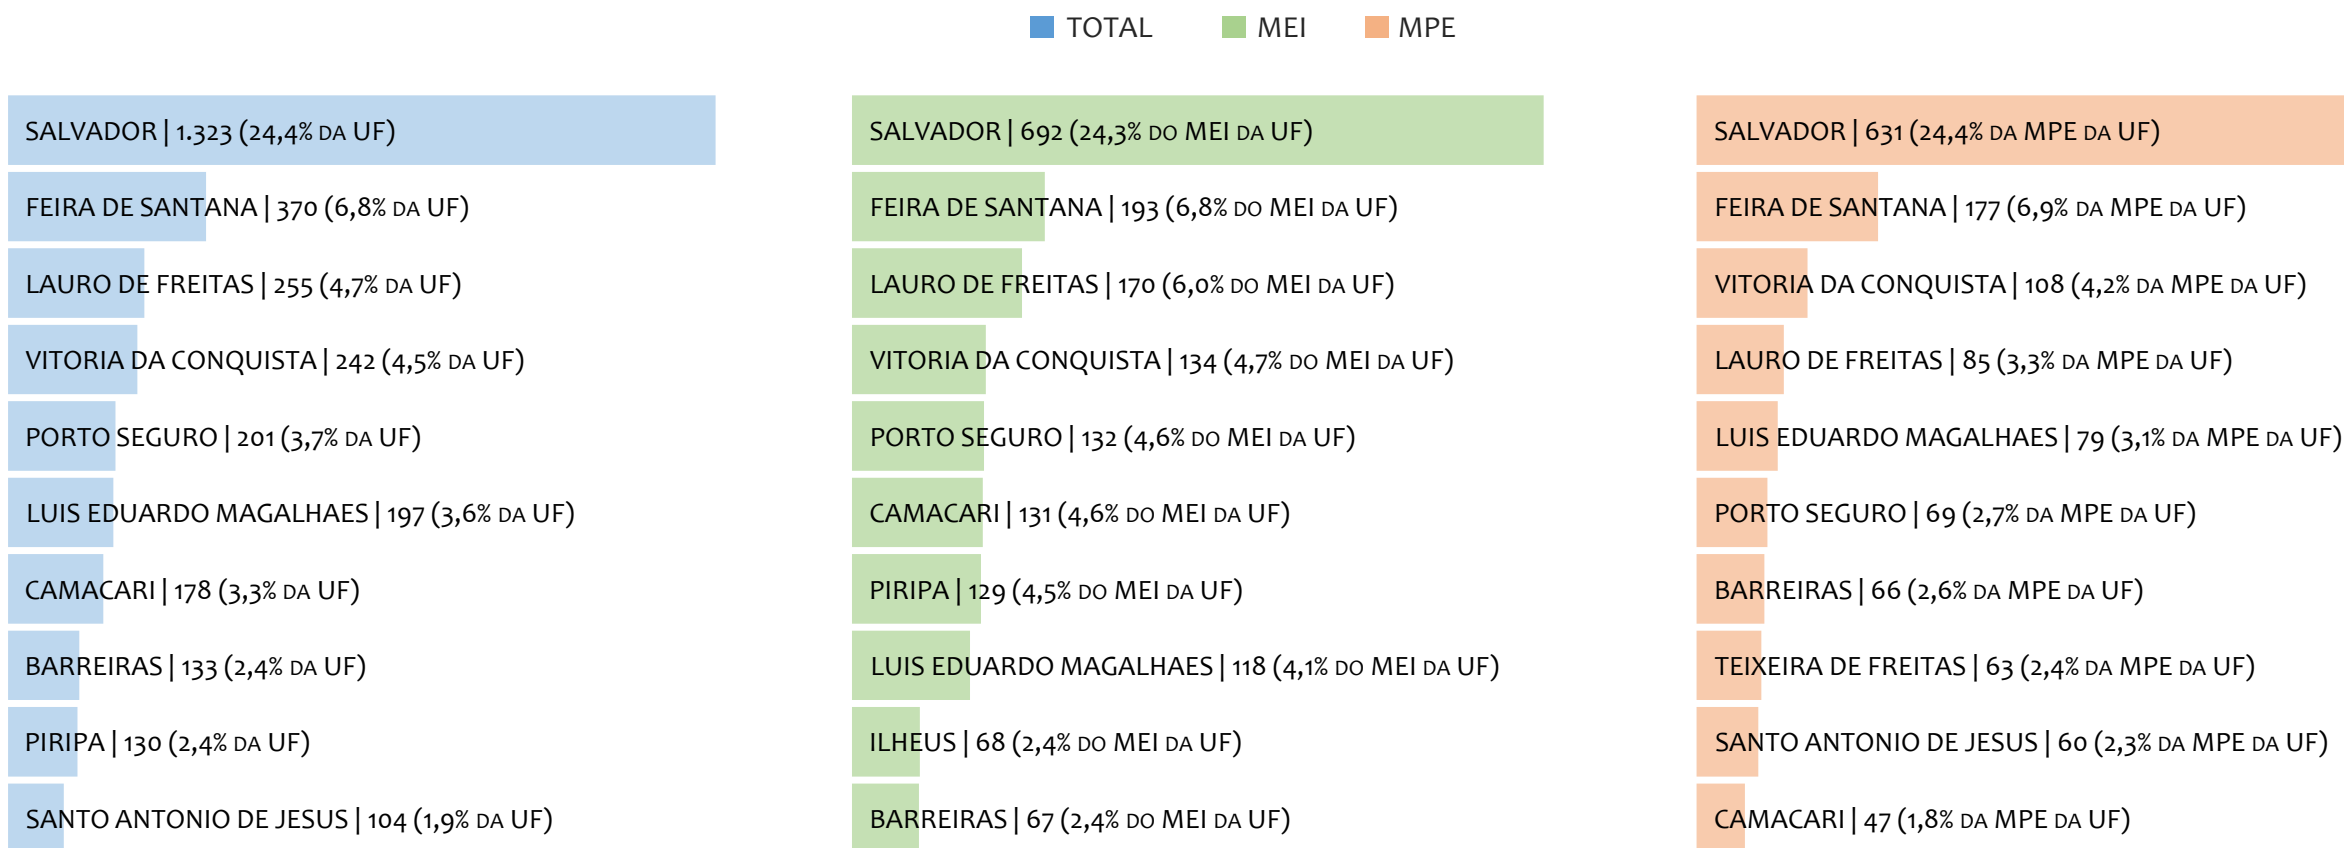 TOTAL MEI MPE
SALVADOR | 1.323 (24,4% DA UF)
FEIRA DE SANTANA | 370 (6,8% DA UF)
LAURO DE FREITAS | 255 (4,7% DA UF)
VITORIA DA CONQUISTA | 242 (4,5% DA UF)
PORTO SEGURO | 201 (3,7% DA UF)
LUIS EDUARDO MAGALHAES | 197 (3,6% DA UF)
CAMACARI | 178 (3,3% DA UF)
BARREIRAS | 133 (2,4% DA UF)
PIRIPA | 130 (2,4% DA UF)
SANTO ANTONIO DE JESUS | 104 (1,9% DA UF)
SALVADOR | 692 (24,3% DO MEI DA UF)
FEIRA DE SANTANA | 193 (6,8% DO MEI DA UF)
LAURO DE FREITAS | 170 (6,0% DO MEI DA UF)
VITORIA DA CONQUISTA | 134 (4,7% DO MEI DA UF)
PORTO SEGURO | 132 (4,6% DO MEI DA UF)
CAMACARI | 131 (4,6% DO MEI DA UF)
PIRIPA | 129 (4,5% DO MEI DA UF)
LUIS EDUARDO MAGALHAES | 118 (4,1% DO MEI DA UF)
ILHEUS | 68 (2,4% DO MEI DA UF)
BARREIRAS | 67 (2,4% DO MEI DA UF)
SALVADOR | 631 (24,4% DA MPE DA UF)
FEIRA DE SANTANA | 177 (6,9% DA MPE DA UF)
VITORIA DA CONQUISTA | 108 (4,2% DA MPE DA UF)
LAURO DE FREITAS | 85 (3,3% DA MPE DA UF)
LUIS EDUARDO MAGALHAES | 79 (3,1% DA MPE DA UF)
PORTO SEGURO | 69 (2,7% DA MPE DA UF)
BARREIRAS | 66 (2,6% DA MPE DA UF)
TEIXEIRA DE FREITAS | 63 (2,4% DA MPE DA UF)
SANTO ANTONIO DE JESUS | 60 (2,3% DA MPE DA UF)
CAMACARI | 47 (1,8% DA MPE DA UF)